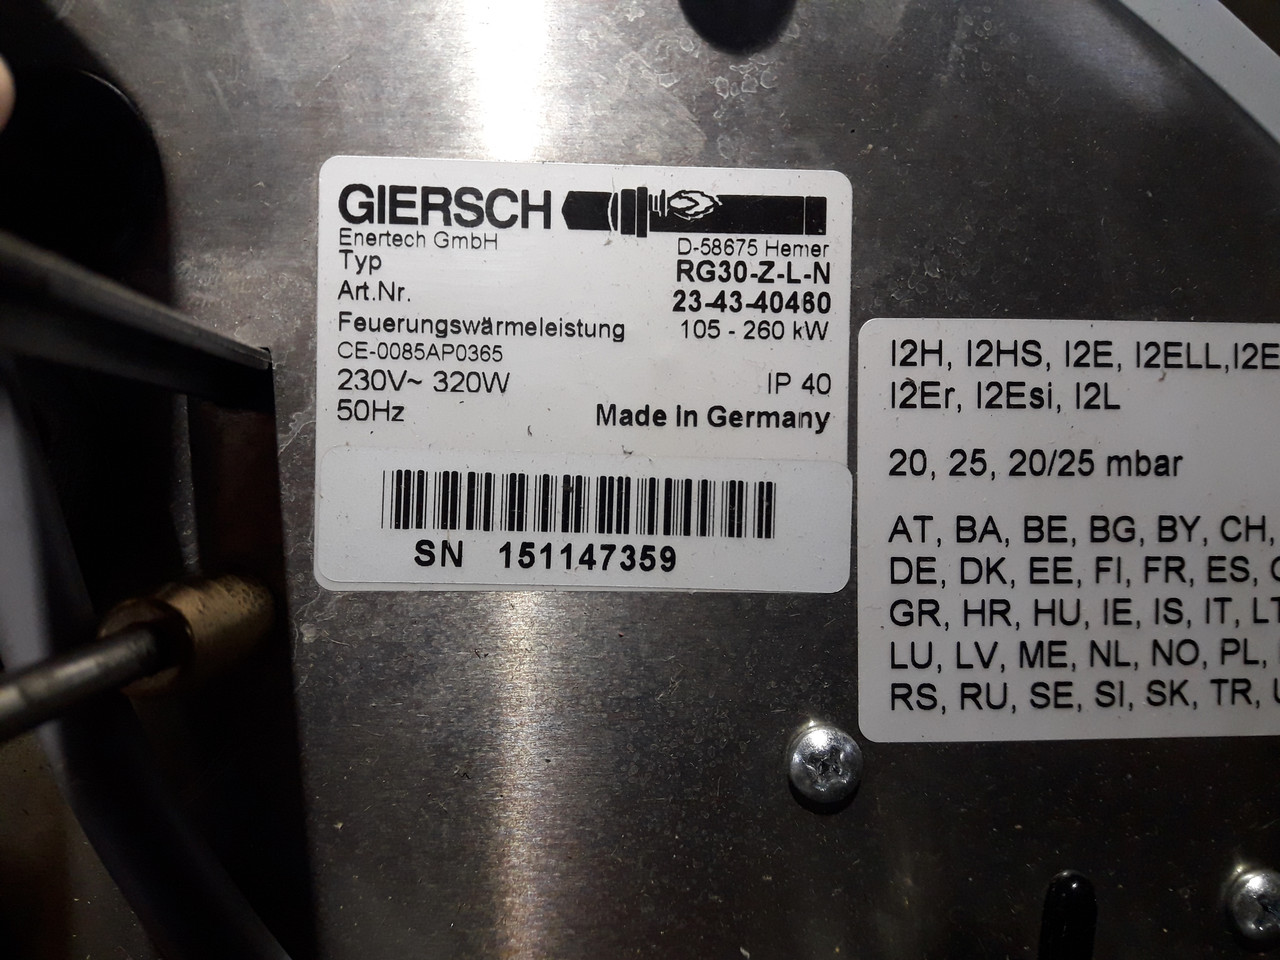 GIERSCH
Enertech GmbH
D-58675 Hemer
Typ
RG30-Z-L-N
Art.Nr.
23-43-40460
Feuerungswärmeleistung
105 - 260 kW
CE-0085AP0365
230V~ 320W
IP 40
50Hz
Made in Germany
SN 151147359
I2H, I2HS, I2E, I2ELL,
I2Er, I2Esi, I2L
20, 25, 20/25 mbar
AT, BA, BE, BG, BY, CH,
DE, DK, EE, FI, FR, ES,
GR, HR, HU, IE, IS, IT, LT
LU, LV, ME, NL, NO, PL,
RS, RU, SE, SI, SK, TR,